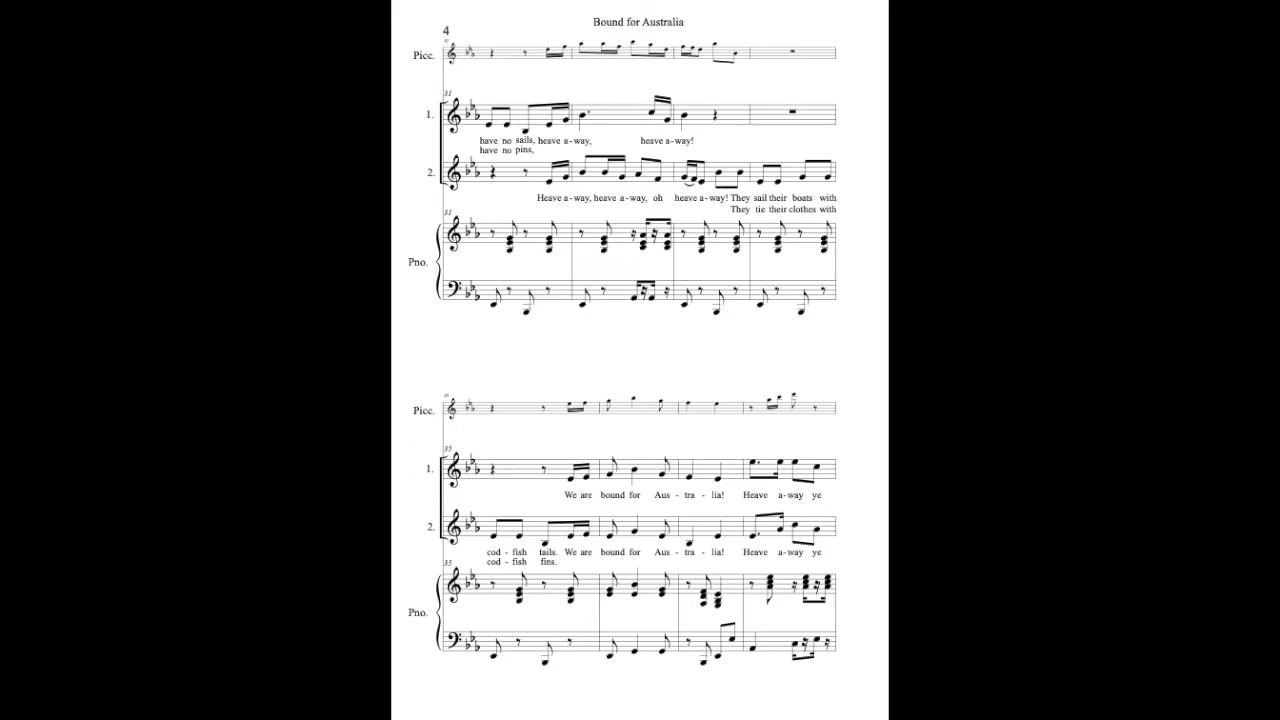 Bound for Australia
4
31
Picc.
31
1.
have no sails, heave a-way, heave a-way!
have no pins,
2.
Heave a-way, heave a-way, oh heave a-way! They sail their boats with
They tie their clothes with
31
Pno.
35
Picc.
35
1.
We are bound for Aus - tra - lia! Heave a-way ye
2.
cod - fish tails. We are bound for Aus - tra - lia! Heave a-way ye
cod - fish fins.
35
Pno.